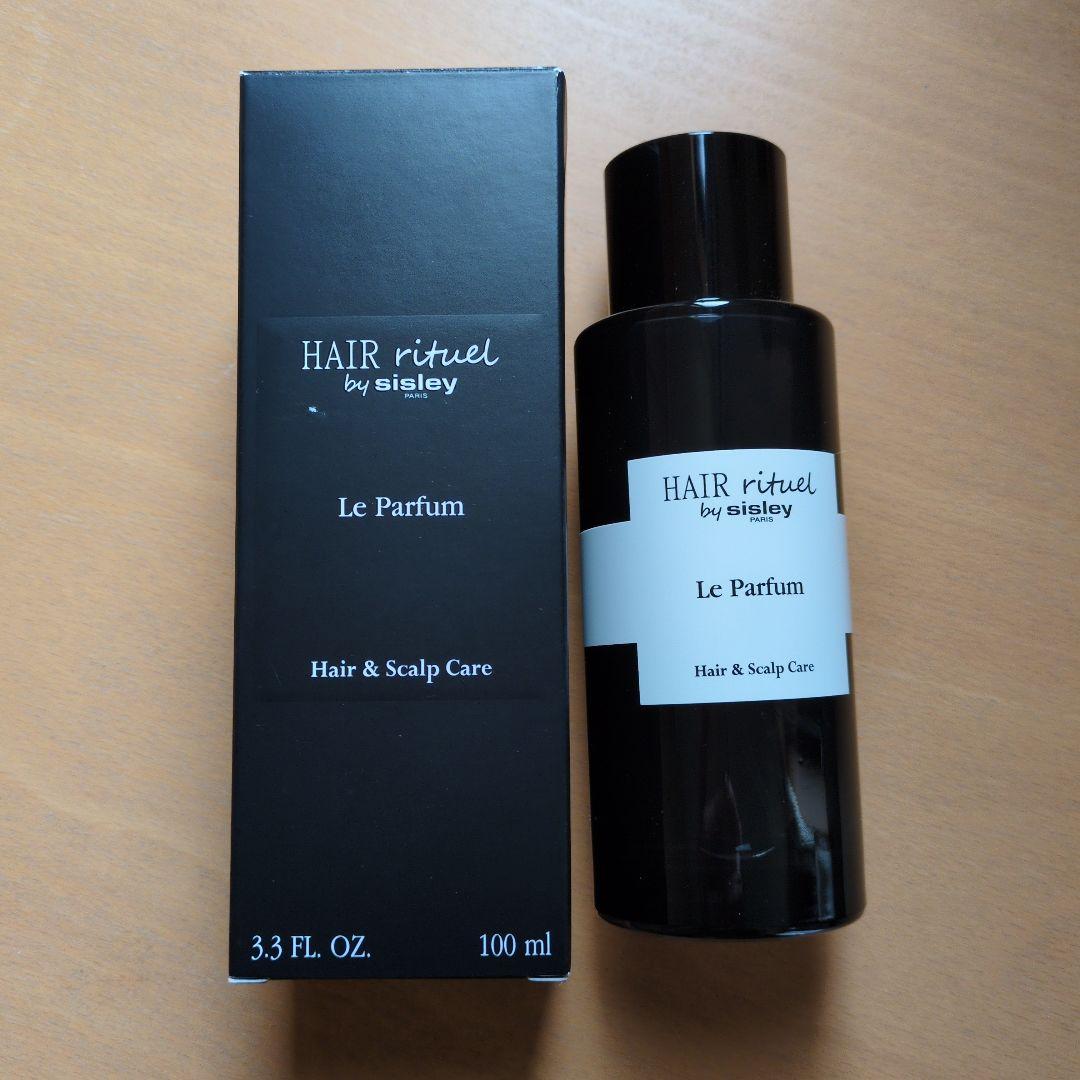 HAIR rituel
by sisley
PARIS
Le Parfum
Hair & Scalp Care
3.3 FL. OZ. 100 ml
HAIR rituel
by sisley
PARIS
Le Parfum
Hair & Scalp Care